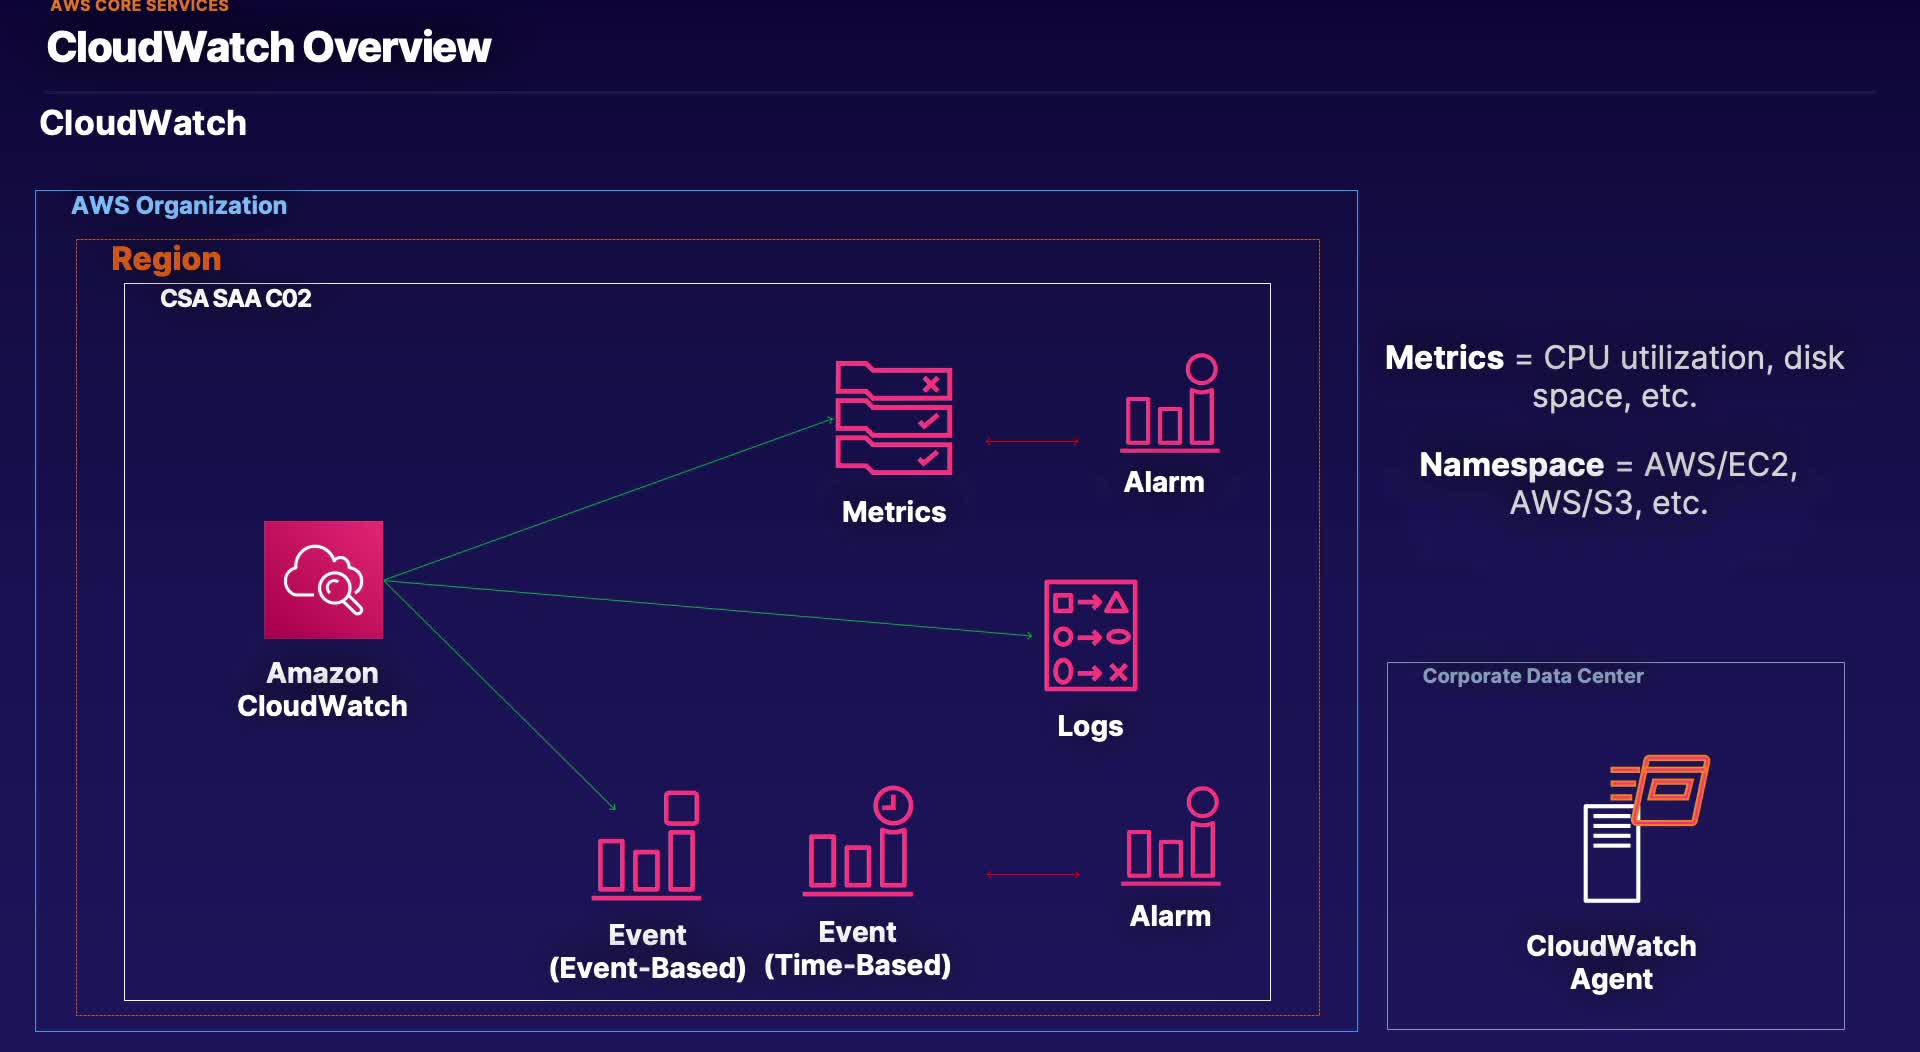 AWS CORE SERVICES
CloudWatch Overview
CloudWatch
AWS Organization
Region
CSA SAA C02
Metrics
Alarm
Metrics = CPU utilization, disk
space, etc.
Namespace = AWS/EC2,
AWS/S3, etc.
Amazon
CloudWatch
Logs
Corporate Data Center
Event
(Event-Based)
Event
(Time-Based)
Alarm
CloudWatch
Agent